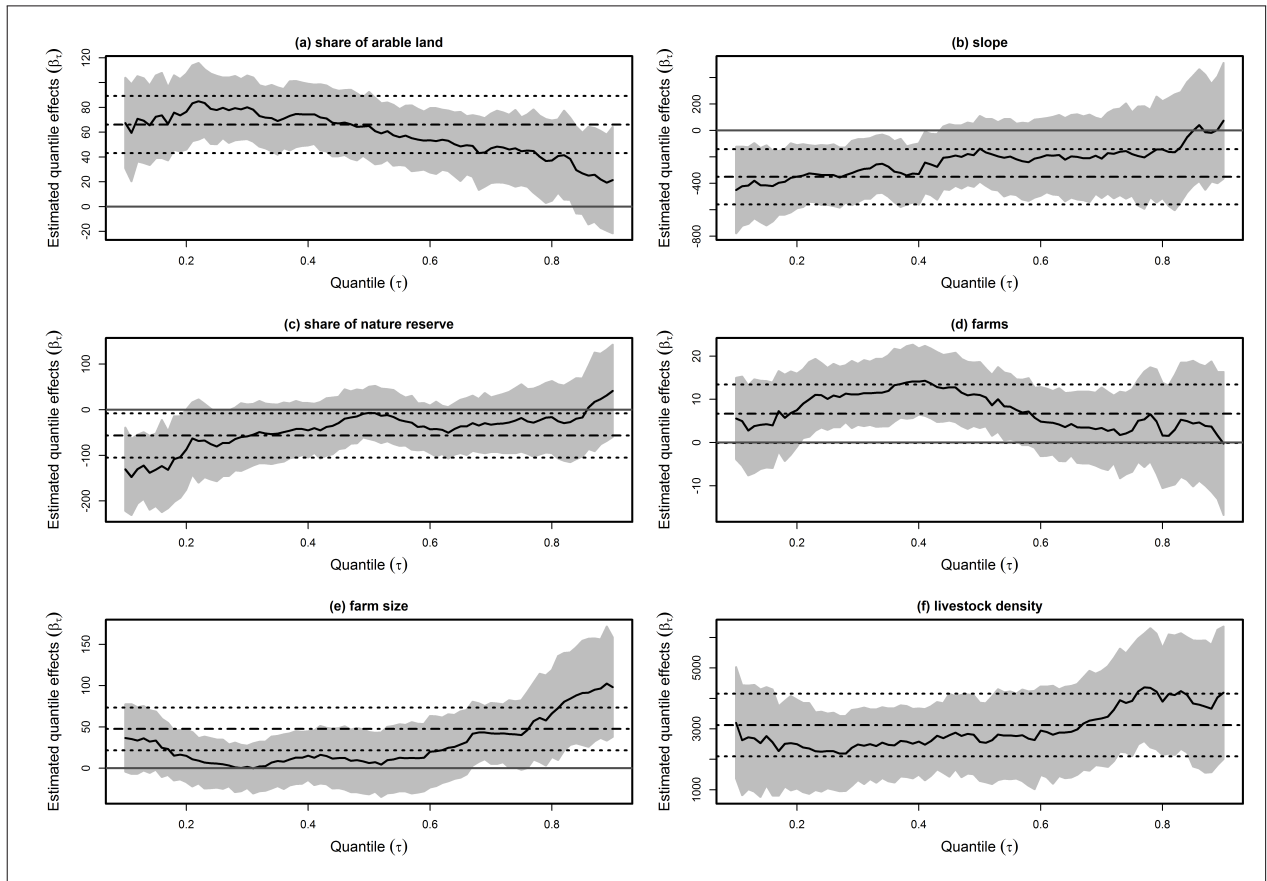 (a) share of arable land
Estimated quantile effects (βτ)
120
80
60
40
20
0
-20
0.2 0.4 0.6 0.8
Quantile (τ)
(b) slope
Estimated quantile effects (βτ)
200
0
-400
-800
0.2 0.4 0.6 0.8
Quantile (τ)
(c) share of nature reserve
Estimated quantile effects (βτ)
100
0
-100
-200
0.2 0.4 0.6 0.8
Quantile (τ)
(d) farms
Estimated quantile effects (βτ)
20
10
0
-10
0.2 0.4 0.6 0.8
Quantile (τ)
(e) farm size
Estimated quantile effects (βτ)
150
100
50
0
0.2 0.4 0.6 0.8
Quantile (τ)
(f) livestock density
Estimated quantile effects (βτ)
5000
3000
1000
0.2 0.4 0.6 0.8
Quantile (τ)